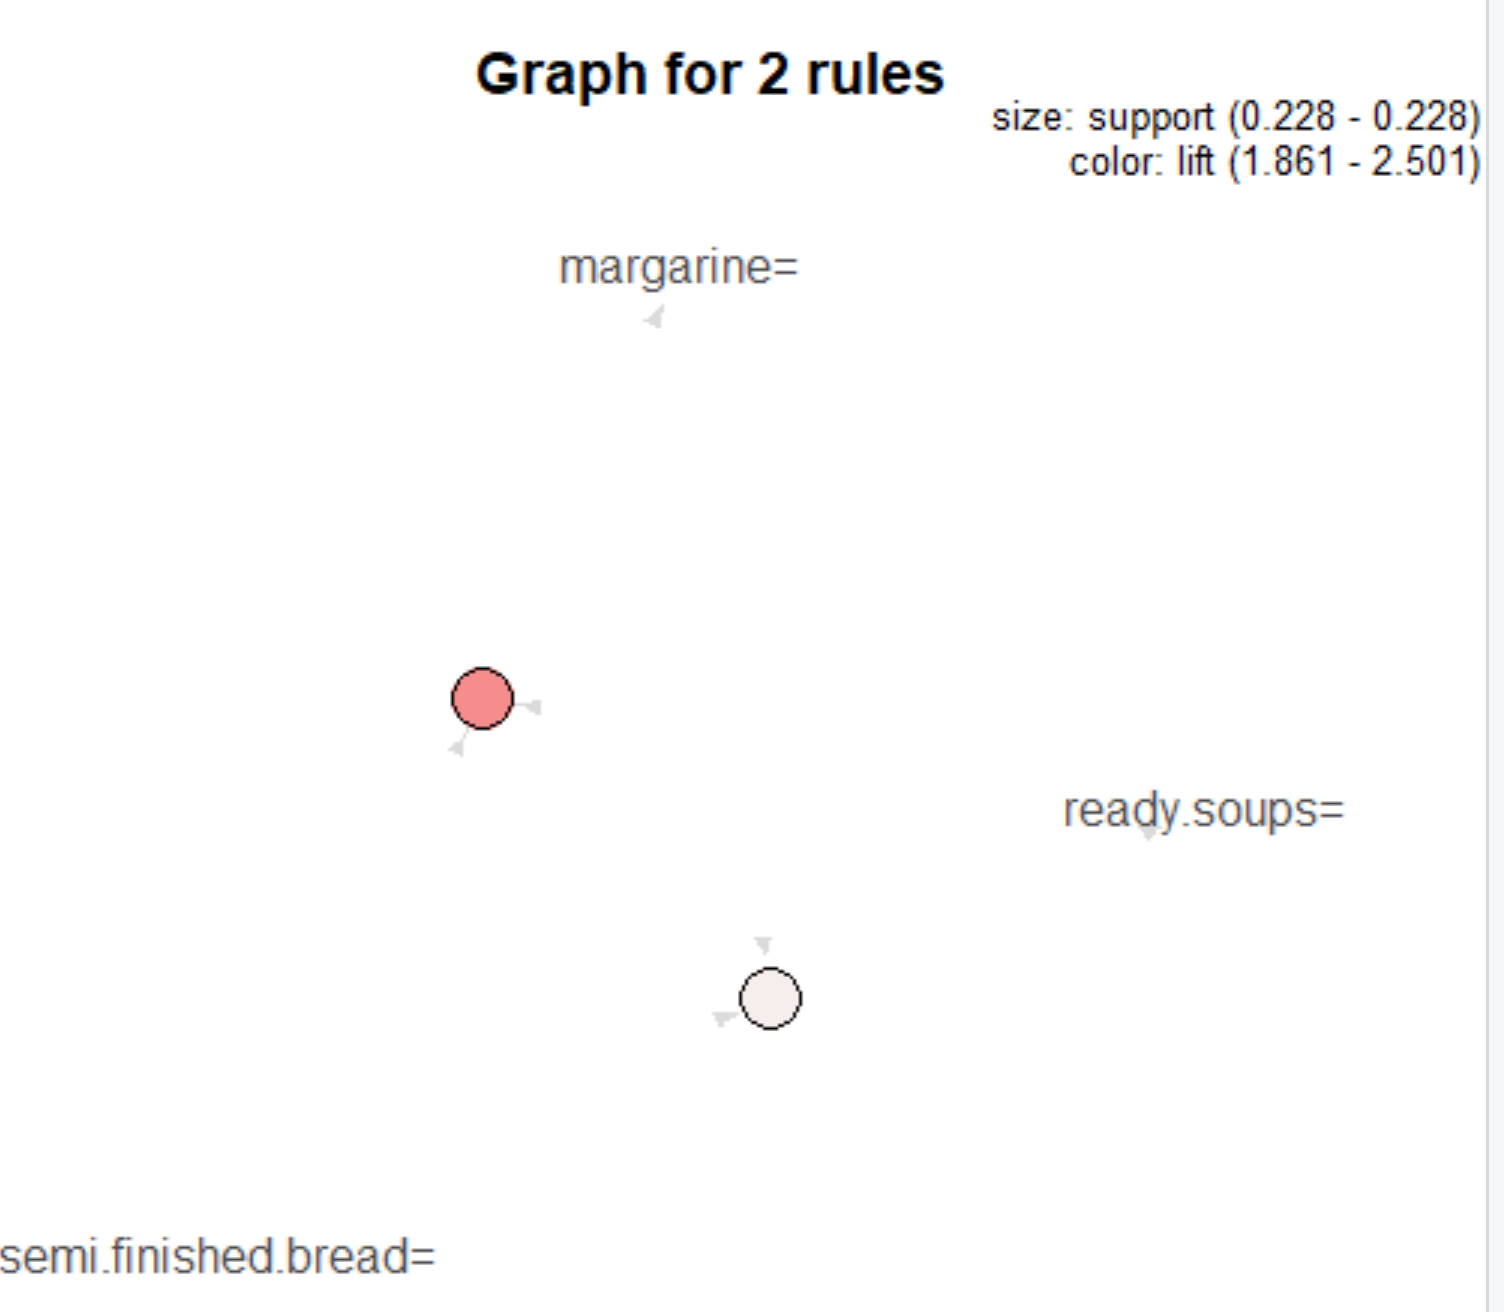 Graph for 2 rules
size: support (0.228 - 0.228)
color: lift (1.861 - 2.501)
margarine=
ready.soups=
semi.finished.bread=